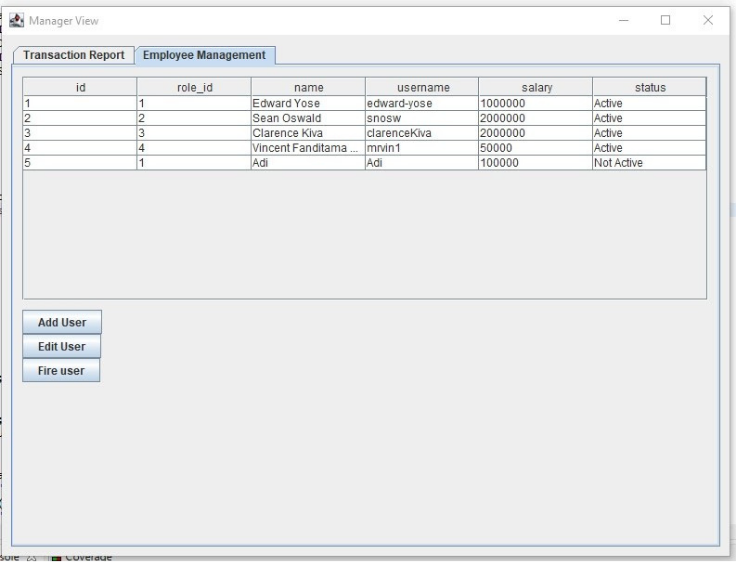 Manager View
Transaction Report Employee Management
id role_id name username salary status
1 1 Edward Yose edward-yose 1000000 Active
2 2 Sean Oswald snosw 2000000 Active
3 3 Clarence Kiva clarenceKiva 2000000 Active
4 4 Vincent Fanditama ... mrvin1 50000 Active
5 1 Adi Adi 100000 Not Active
Add User
Edit User
Fire user
Coverage